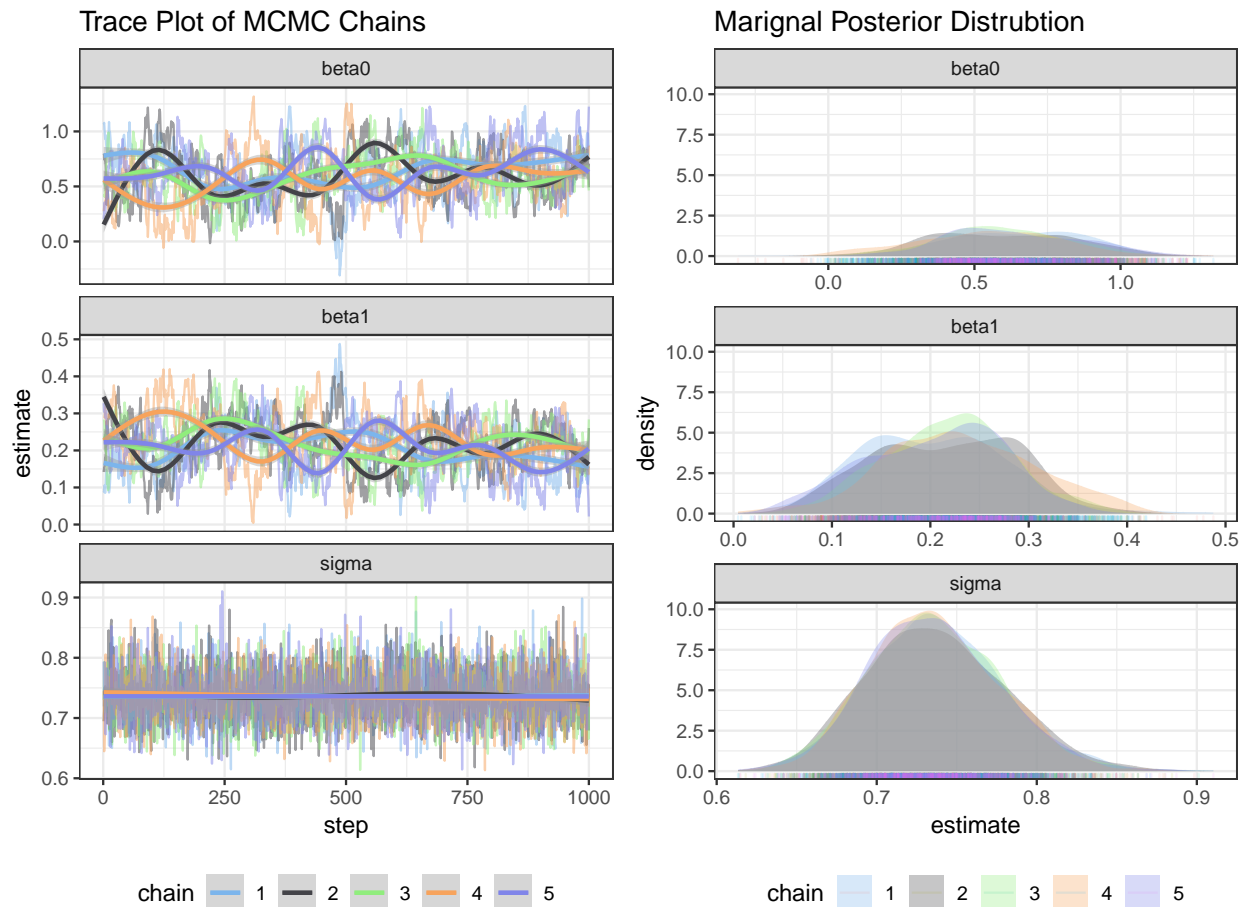 Trace Plot of MCMC Chains
beta0
1.0
0.5
0.0
beta1
0.5
0.4
0.3
0.2
0.1
0.0
sigma
0.9
0.8
0.7
0.6
0 250 500 750 1000
estimate
step
chain 1 2 3 4 5
Marignal Posterior Distrubtion
beta0
10.0
7.5
5.0
2.5
0.0
0.0 0.5 1.0
beta1
10.0
7.5
5.0
2.5
0.0
0.0 0.1 0.2 0.3 0.4 0.5
sigma
10.0
7.5
5.0
2.5
0.0
0.6 0.7 0.8 0.9
density
estimate
chain 1 2 3 4 5